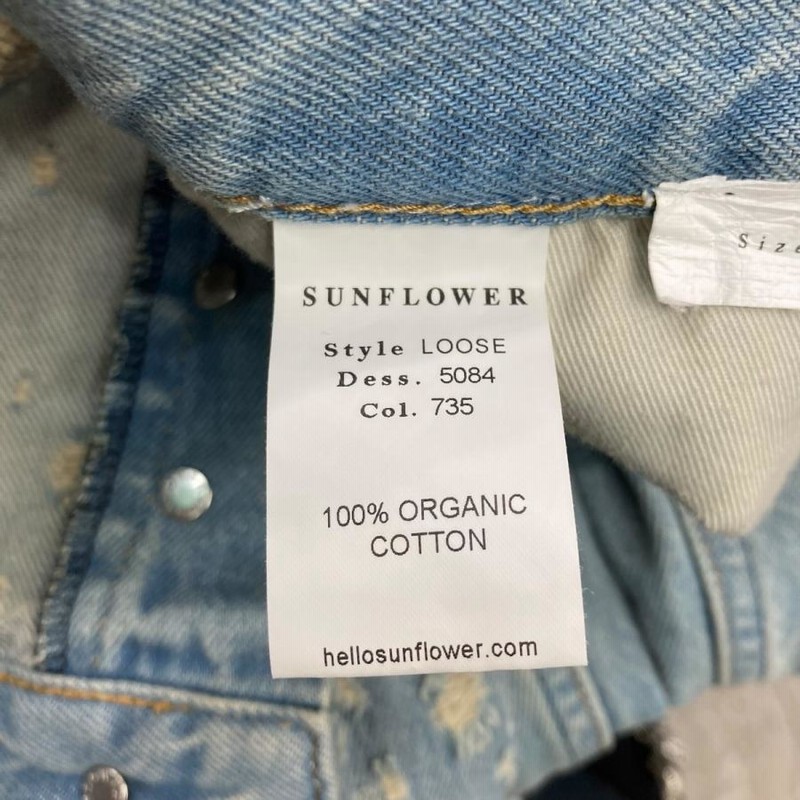 SUNFLOWER
Style LOOSE
Dess. 5084
Col. 735
100% ORGANIC
COTTON
hellosunflower.com
Size